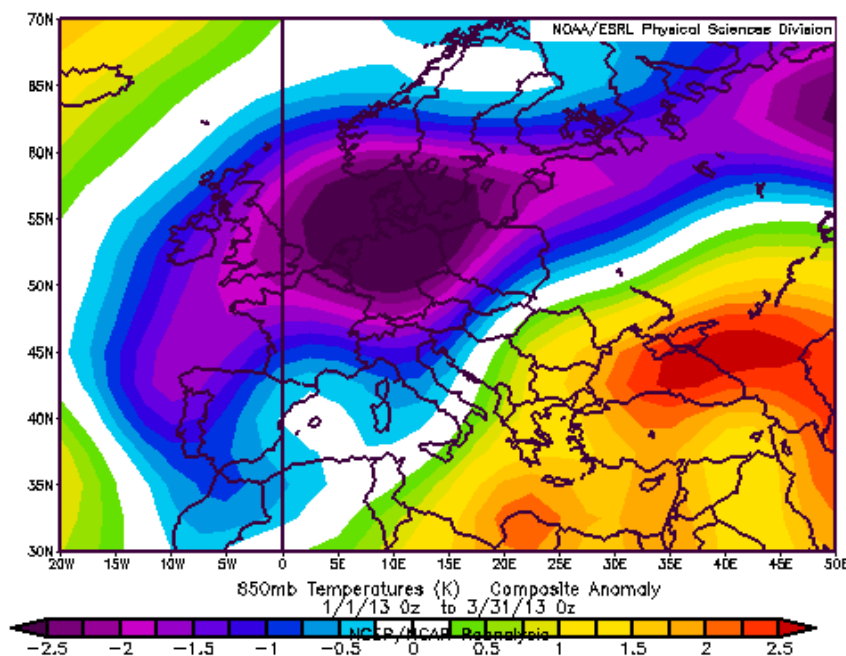 NOAA/ESRL Physical Sciences Division
70N
65N
60N
55N
50N
45N
40N
35N
30N
20W 15W 10W 5W 0 5E 10E 15E 20E 25E 30E 35E 40E 45E 50E
850mb Temperatures (K) Composite Anomaly
1/1/13 0z to 3/31/13 0z
NCEP/NCAR Reanalysis
-2.5 -2 -1.5 -1 -0.5 0 0.5 1 1.5 2 2.5